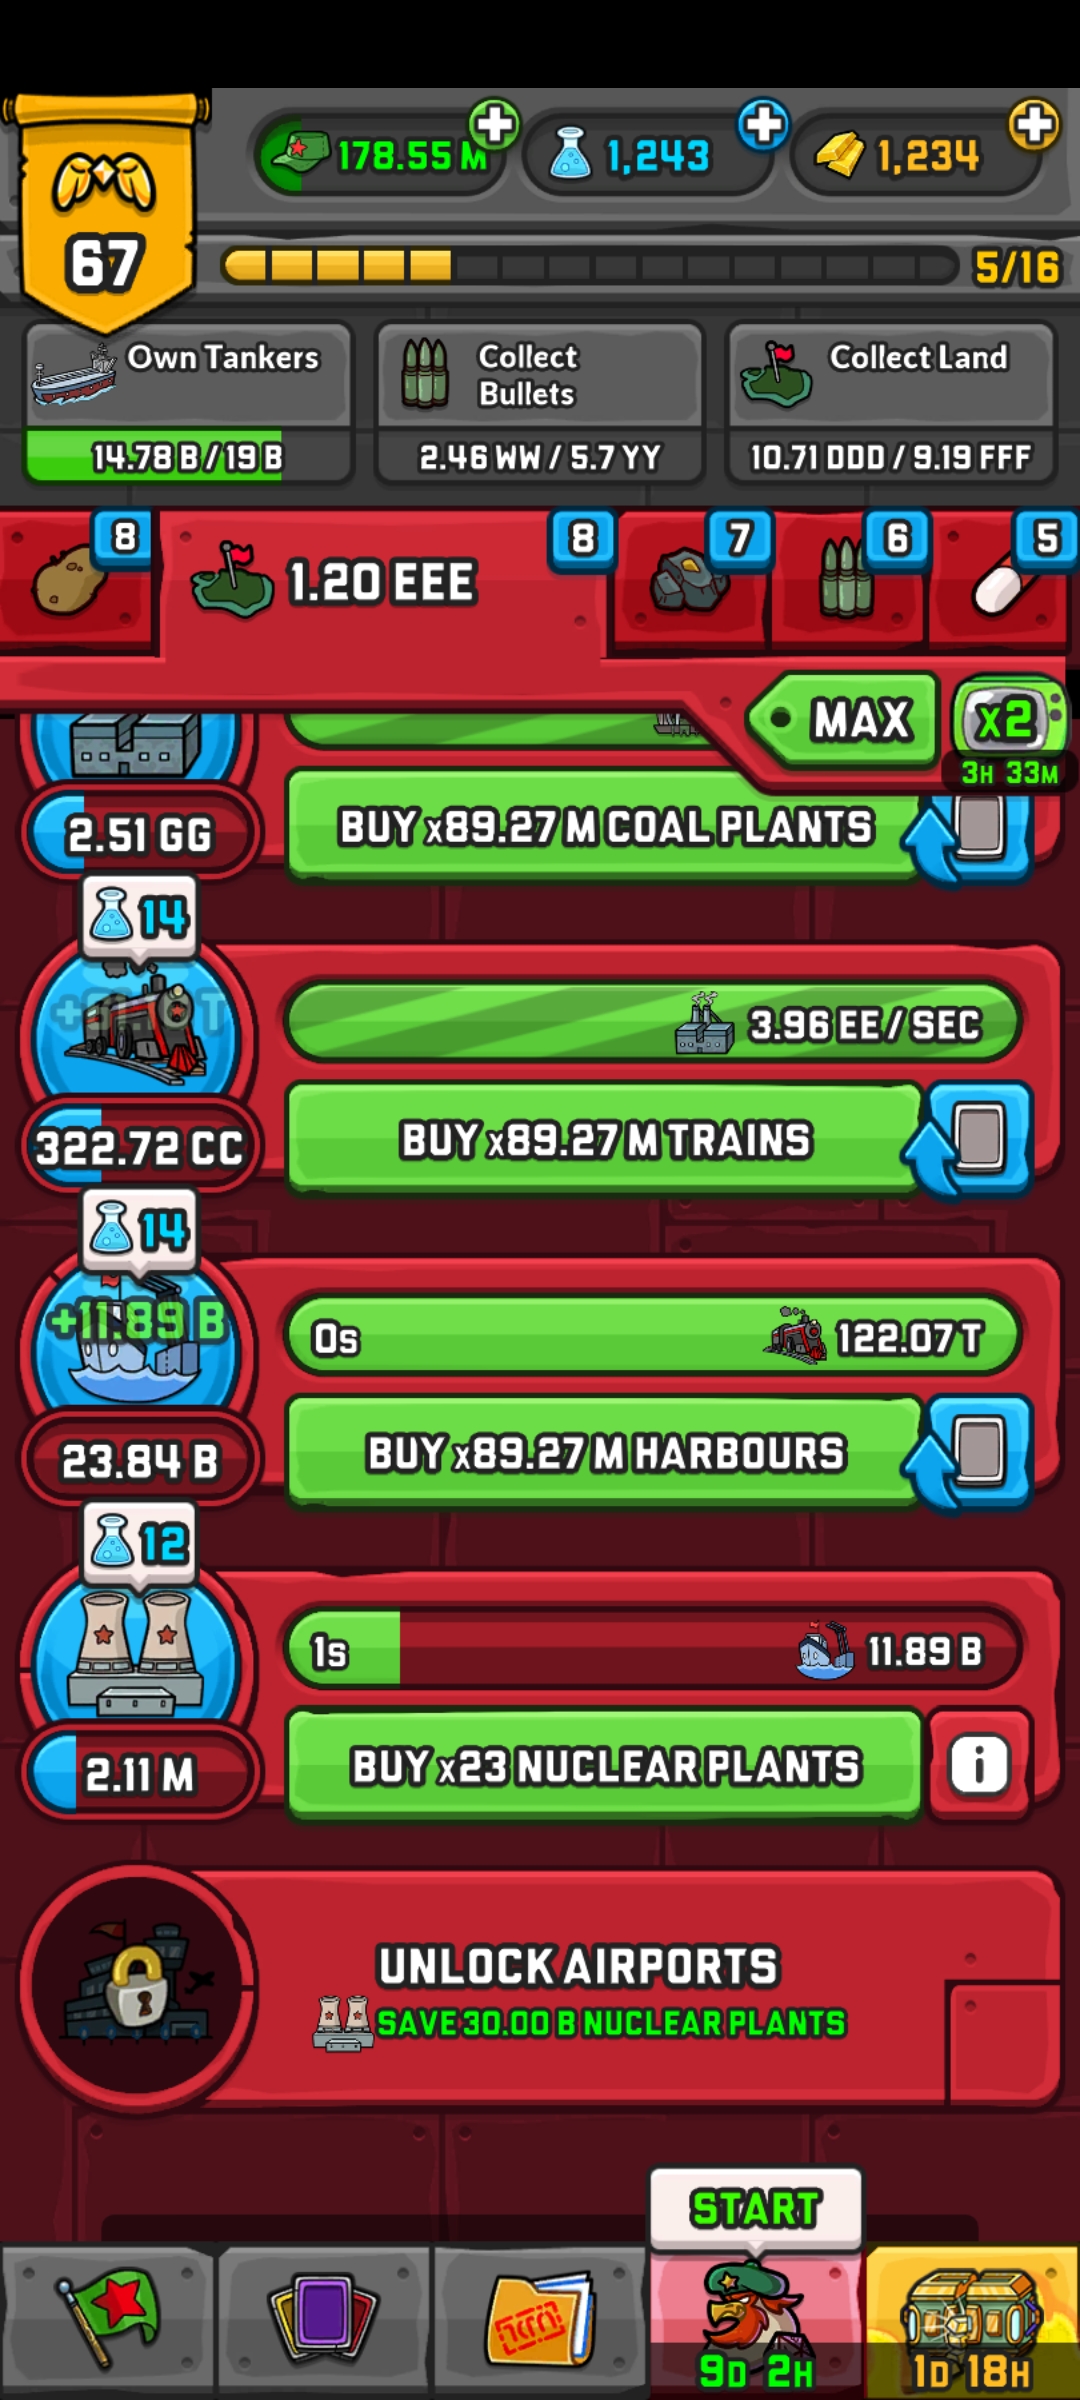 178.55 M
1,243
1,234
67
5/16
Own Tankers
14.78 B / 19 B
Collect
Bullets
2.46 WW / 5.7 YY
Collect Land
10.71 DDD / 9.19 FFF
8
1.20 EEE
8
7
6
5
MAX
x2
3H 33M
2.51 GG
BUY x89.27 M COAL PLANTS
14
3.96 EE / SEC
322.72 CC
BUY x89.27 M TRAINS
14
+11.89 B
0s
122.07 T
23.84 B
BUY x89.27 M HARBOURS
12
1s
11.89 B
2.11 M
BUY x23 NUCLEAR PLANTS
i
UNLOCK AIRPORTS
SAVE 30.00 B NUCLEAR PLANTS
START
9D 2H
1D 18H